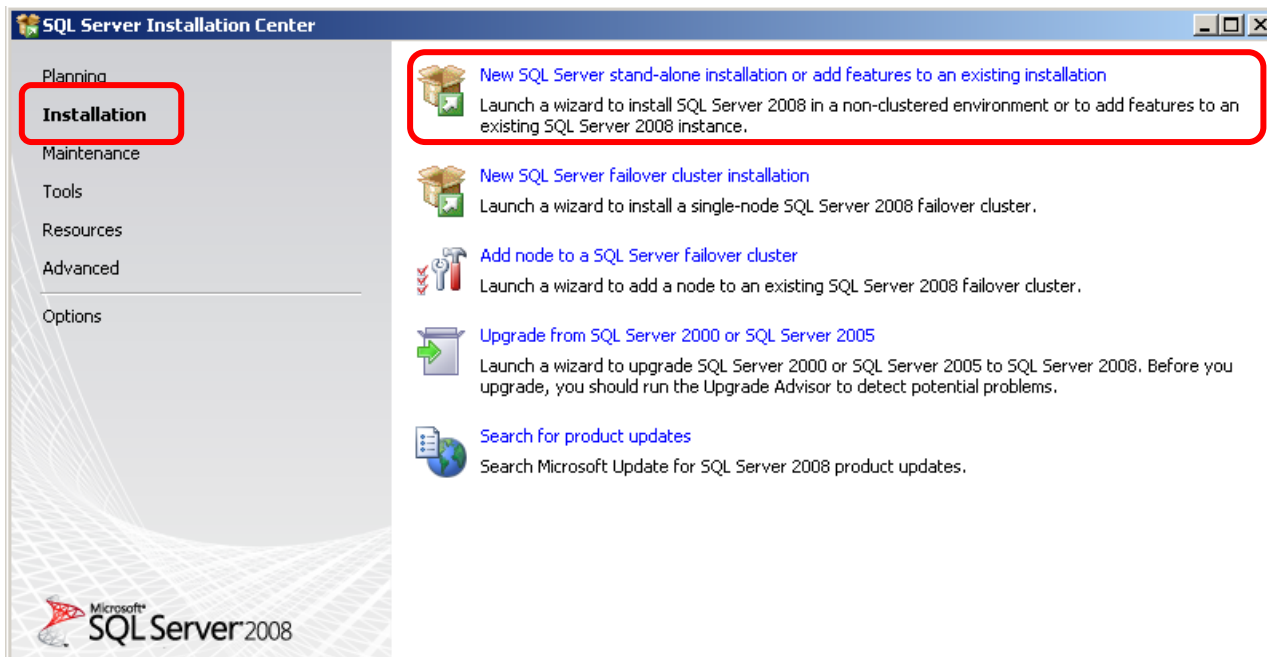 SQL Server Installation Center
Planning
Installation
Maintenance
Tools
Resources
Advanced
Options
New SQL Server stand-alone installation or add features to an existing installation
Launch a wizard to install SQL Server 2008 in a non-clustered environment or to add features to an
existing SQL Server 2008 instance.
New SQL Server failover cluster installation
Launch a wizard to install a single-node SQL Server 2008 failover cluster.
Add node to a SQL Server failover cluster
Launch a wizard to add a node to an existing SQL Server 2008 failover cluster.
Upgrade from SQL Server 2000 or SQL Server 2005
Launch a wizard to upgrade SQL Server 2000 or SQL Server 2005 to SQL Server 2008. Before you
upgrade, you should run the Upgrade Advisor to detect potential problems.
Search for product updates
Search Microsoft Update for SQL Server 2008 product updates.
Microsoft®
SQL Server 2008